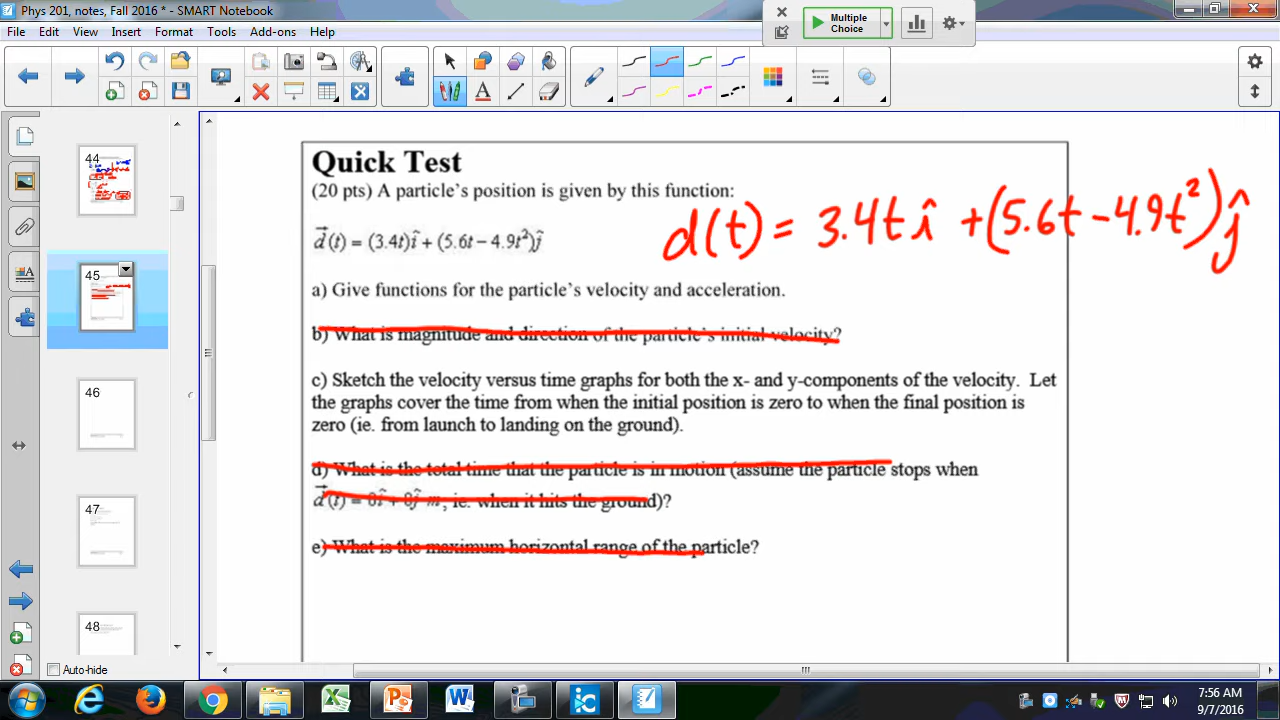 Phys 201, notes, Fall 2016 * - SMART Notebook
Multiple
Choice
File Edit View Insert Format Tools Add-ons Help
44
45
46
47
48
Auto-hide
Quick Test
(20 pts) A particle's position is given by this function:
d⃗(t) = (3.4t)î + (5.6t − 4.9t²)ĵ
d(t) = 3.4t î + (5.6t − 4.9t²)ĵ
a) Give functions for the particle's velocity and acceleration.
b) What is magnitude and direction of the particle's initial velocity?
c) Sketch the velocity versus time graphs for both the x- and y-components of the velocity. Let
the graphs cover the time from when the initial position is zero to when the final position is
zero (ie. from launch to landing on the ground).
d) What is the total time that the particle is in motion (assume the particle stops when
d⃗(t) = 0î + 0ĵ m, ie. when it hits the ground)?
e) What is the maximum horizontal range of the particle?
7:56 AM
9/7/2016